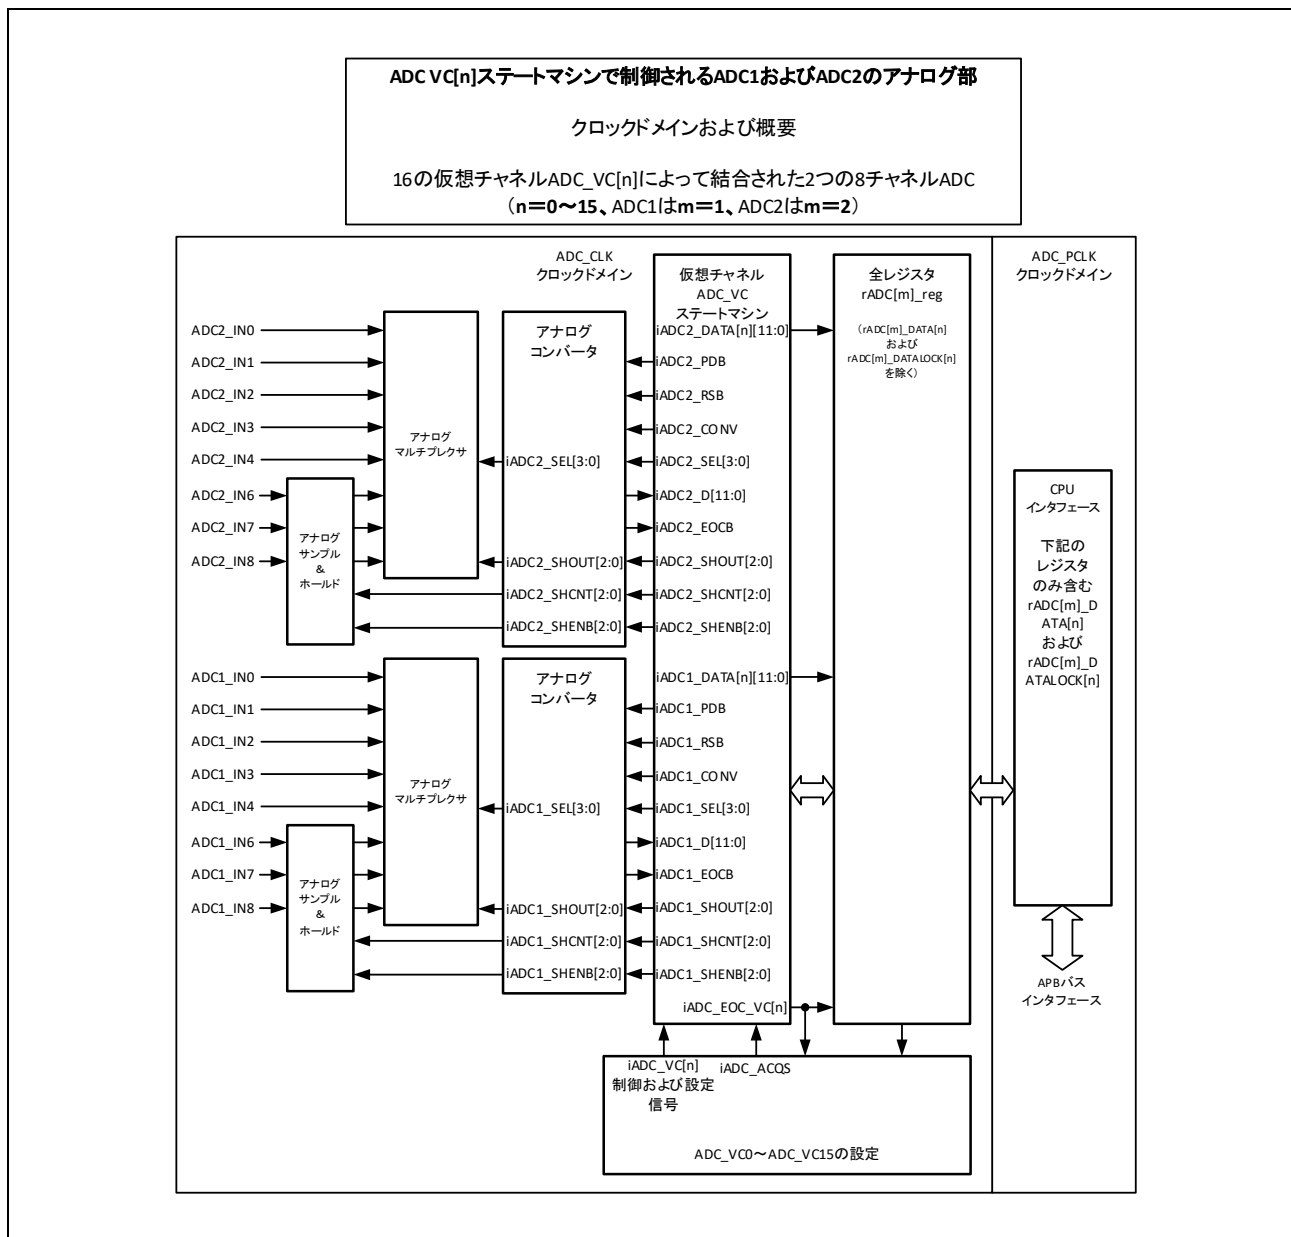 ADC VC[n]ステートマシンで制御されるADC1およびADC2のアナログ部
クロックドメインおよび概要
16の仮想チャネルADC_VC[n]によって結合された2つの8チャネルADC
（n＝0～15、ADC1はm＝1、ADC2はm＝2）
ADC_CLK
クロックドメイン
仮想チャネル
ADC_VC
ステートマシン
全レジスタ
rADC[m]_reg
（rADC[m]_DATA[n]
および
rADC[m]_DATALOCK[n]
を除く）
ADC_PCLK
クロックドメイン
ADC2_IN0
ADC2_IN1
ADC2_IN2
ADC2_IN3
ADC2_IN4
ADC2_IN6
ADC2_IN7
ADC2_IN8
アナログ
サンプル
&
ホールド
アナログ
マルチプレクサ
アナログ
コンバータ
iADC2_SEL[3:0]
iADC2_SHOUT[2:0]
iADC2_SHCNT[2:0]
iADC2_SHENB[2:0]
iADC2_DATA[n][11:0]
iADC2_PDB
iADC2_RSB
iADC2_CONV
iADC2_SEL[3:0]
iADC2_D[11:0]
iADC2_EOCB
iADC2_SHOUT[2:0]
iADC2_SHCNT[2:0]
iADC2_SHENB[2:0]
ADC1_IN0
ADC1_IN1
ADC1_IN2
ADC1_IN3
ADC1_IN4
ADC1_IN6
ADC1_IN7
ADC1_IN8
アナログ
サンプル
&
ホールド
アナログ
マルチプレクサ
アナログ
コンバータ
iADC1_SEL[3:0]
iADC1_SHOUT[2:0]
iADC1_SHCNT[2:0]
iADC1_SHENB[2:0]
iADC1_DATA[n][11:0]
iADC1_PDB
iADC1_RSB
iADC1_CONV
iADC1_SEL[3:0]
iADC1_D[11:0]
iADC1_EOCB
iADC1_SHOUT[2:0]
iADC1_SHCNT[2:0]
iADC1_SHENB[2:0]
iADC_EOC_VC[n]
CPU
インタフェース
下記の
レジスタ
のみ含む
rADC[m]_D
ATA[n]
および
rADC[m]_D
ATALOCK[n]
APBバス
インタフェース
iADC_VC[n]
制御および設定
信号
iADC_ACQS
ADC_VC0～ADC_VC15の設定